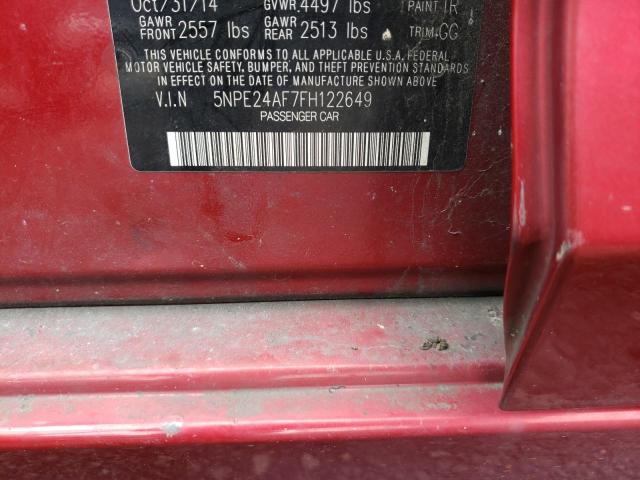 Oct/31/14 GVWR 4497 lbs PAINT TR
GAWR FRONT 2557 lbs GAWR REAR 2513 lbs TRIM:GG
THIS VEHICLE CONFORMS TO ALL APPLICABLE U.S.A. FEDERAL
MOTOR VEHICLE SAFETY, BUMPER, AND THEFT PREVENTION STANDARDS
IN EFFECT ON THE DATE OF MANUFACTURE SHOWN ABOVE
V.I.N 5NPE24AF7FH122649
PASSENGER CAR